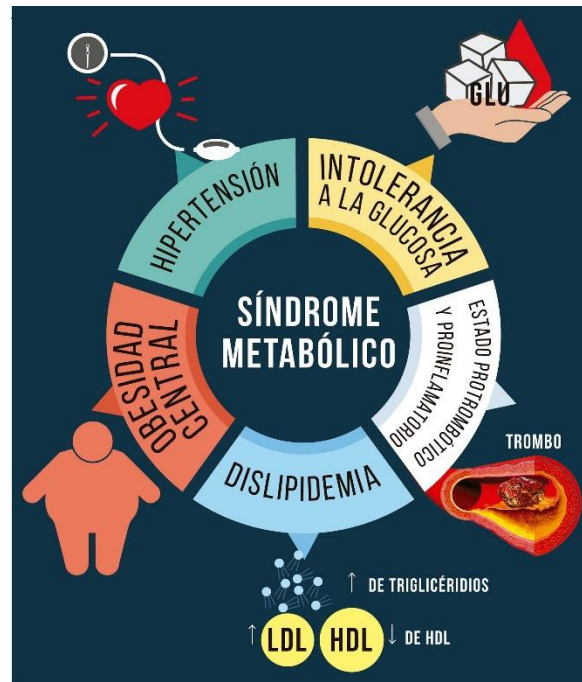 GLU
HIPERTENSIÓN
INTOLERANCIA
A LA GLUCOSA
SÍNDROME
METABÓLICO
OBESIDAD
CENTRAL
ESTADO PROTROMBÓTICO
Y PROINFLAMATORIO
TROMBO
DISLIPIDEMIA
↑ DE TRIGLICÉRIDIOS
↑ LDL HDL ↓ DE HDL